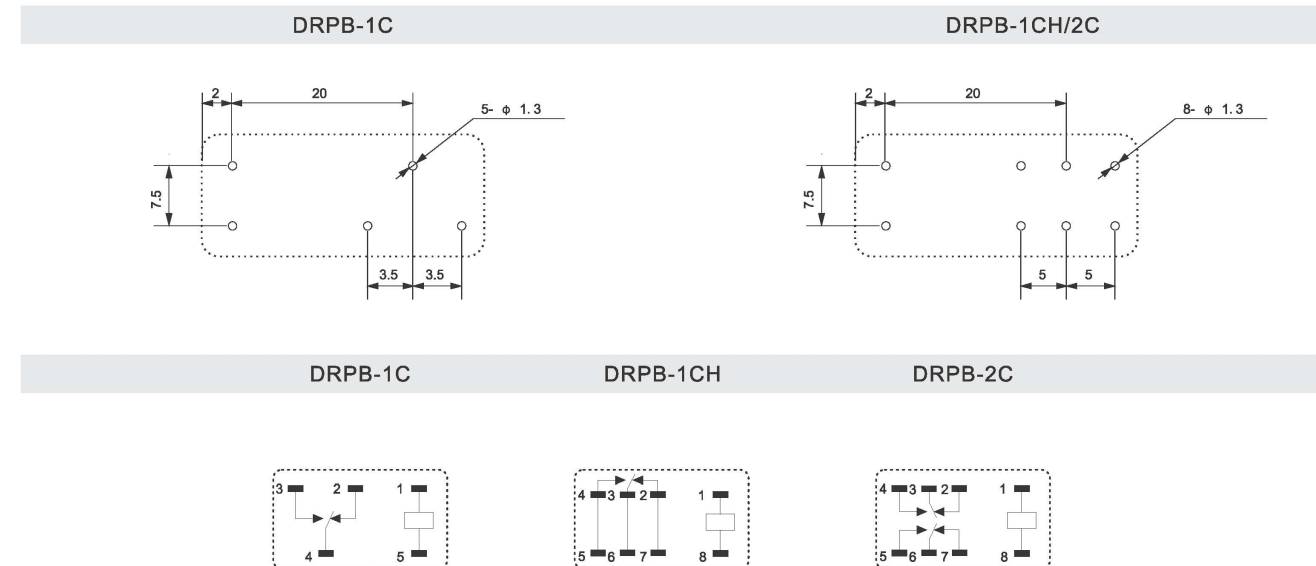 DRPB-1C DRPB-1CH/2C
2 20 5- φ 1.3 2 20 8- φ 1.3
7.5 7.5
3.5 3.5 5 5
DRPB-1C DRPB-1CH DRPB-2C
3 2 1 4 3 2 1 4 3 2 1
4 5 5 6 7 8 5 6 7 8